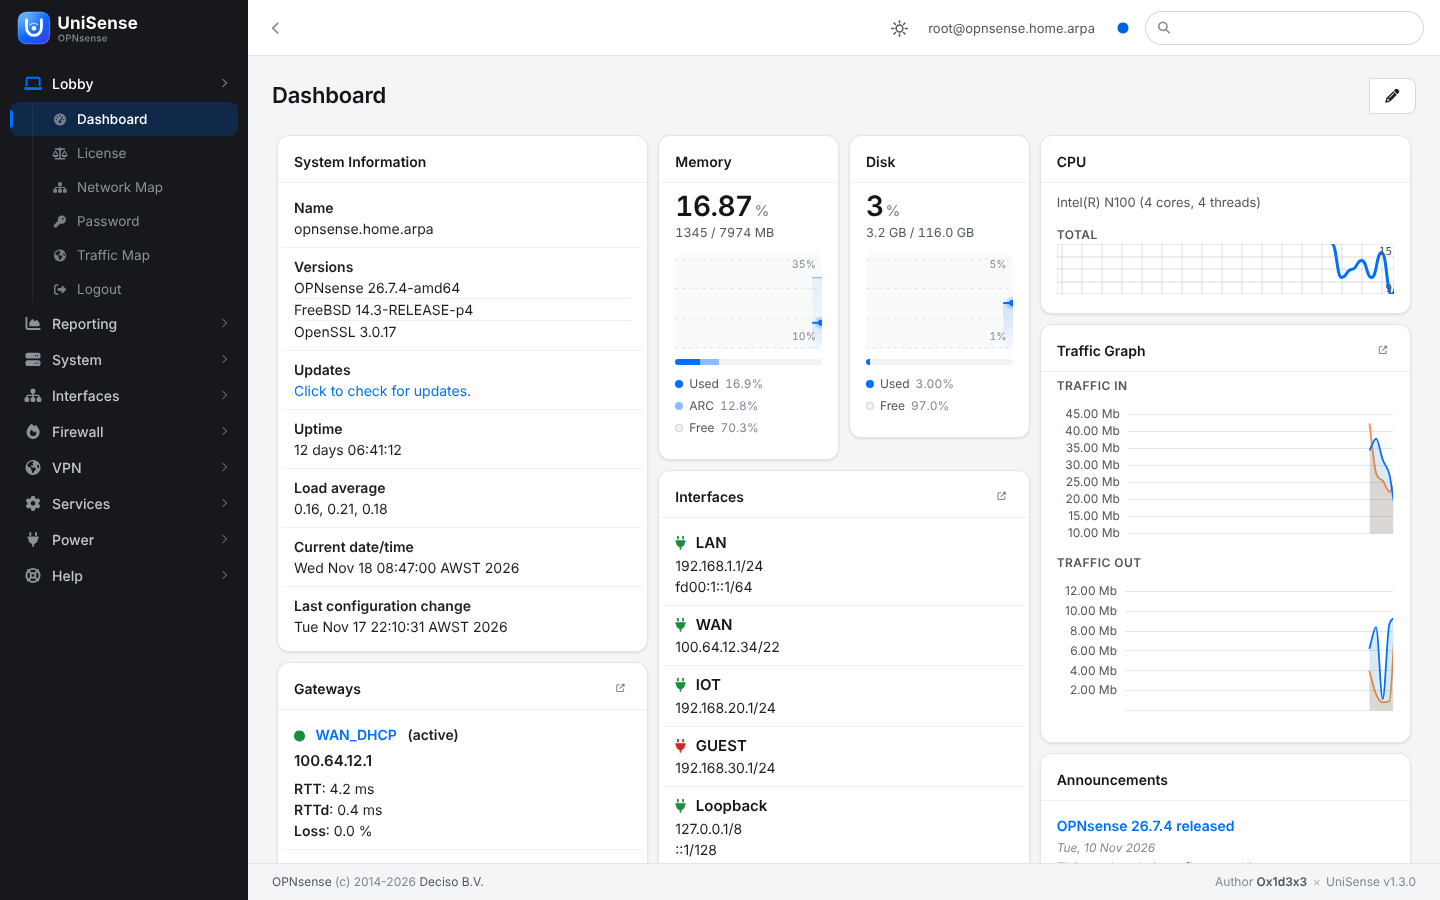 UniSense
OPNsense
Lobby
Dashboard
License
Network Map
Password
Traffic Map
Logout
Reporting
System
Interfaces
Firewall
VPN
Services
Power
Help
root@opnsense.home.arpa
Dashboard
System Information
Name
opnsense.home.arpa
Versions
OPNsense 26.7.4-amd64
FreeBSD 14.3-RELEASE-p4
OpenSSL 3.0.17
Updates
Click to check for updates.
Uptime
12 days 06:41:12
Load average
0.16, 0.21, 0.18
Current date/time
Wed Nov 18 08:47:00 AWST 2026
Last configuration change
Tue Nov 17 22:10:31 AWST 2026
Gateways
WAN_DHCP (active)
100.64.12.1
RTT: 4.2 ms
RTTd: 0.4 ms
Loss: 0.0 %
Memory
16.87 %
1345 / 7974 MB
35%
10%
Used 16.9%
ARC 12.8%
Free 70.3%
Disk
3 %
3.2 GB / 116.0 GB
5%
1%
Used 3.00%
Free 97.0%
Interfaces
LAN
192.168.1.1/24
fd00:1::1/64
WAN
100.64.12.34/22
IOT
192.168.20.1/24
GUEST
192.168.30.1/24
Loopback
127.0.0.1/8
::1/128
CPU
Intel(R) N100 (4 cores, 4 threads)
TOTAL
15
Traffic Graph
TRAFFIC IN
45.00 Mb
40.00 Mb
35.00 Mb
30.00 Mb
25.00 Mb
20.00 Mb
15.00 Mb
10.00 Mb
TRAFFIC OUT
12.00 Mb
10.00 Mb
8.00 Mb
6.00 Mb
4.00 Mb
2.00 Mb
Announcements
OPNsense 26.7.4 released
Tue, 10 Nov 2026
OPNsense (c) 2014-2026 Deciso B.V.
Author Ox1d3x3 × UniSense v1.3.0